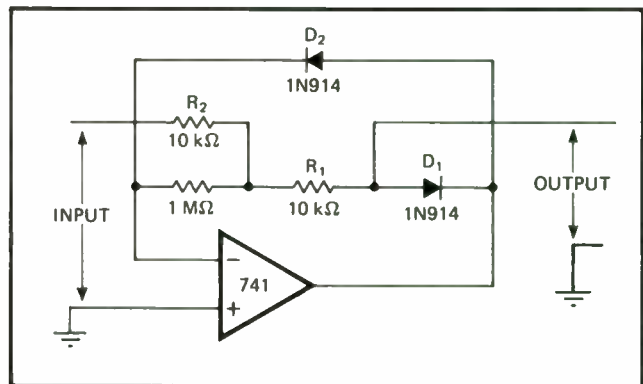 D2
1N914
R2
10 kΩ
R1
D1
1 MΩ
10 kΩ
1N914
INPUT
OUTPUT
−
741
+